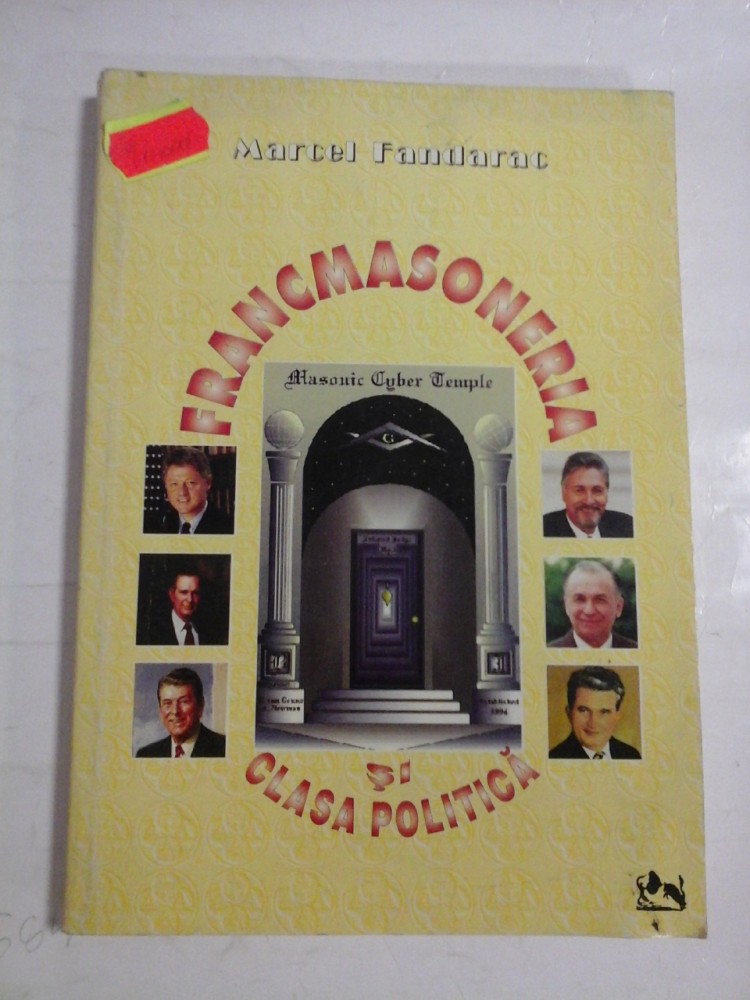 Marcel Fandarac
FRANCMASONERIA
Masonic Cyber Temple
G
ŞI
CLASA POLITICĂ